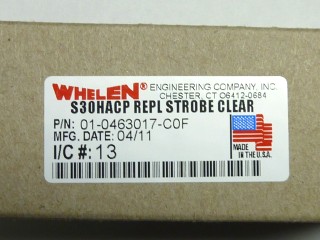 WHELEN® ENGINEERING COMPANY INC.
CHESTER, CT 06412-0684
S30HACP REPL STROBE CLEAR
P/N: 01-0463017-C0F
MFG. DATE: 04/11
I/C #: 13
MADE
IN THE U.S.A.